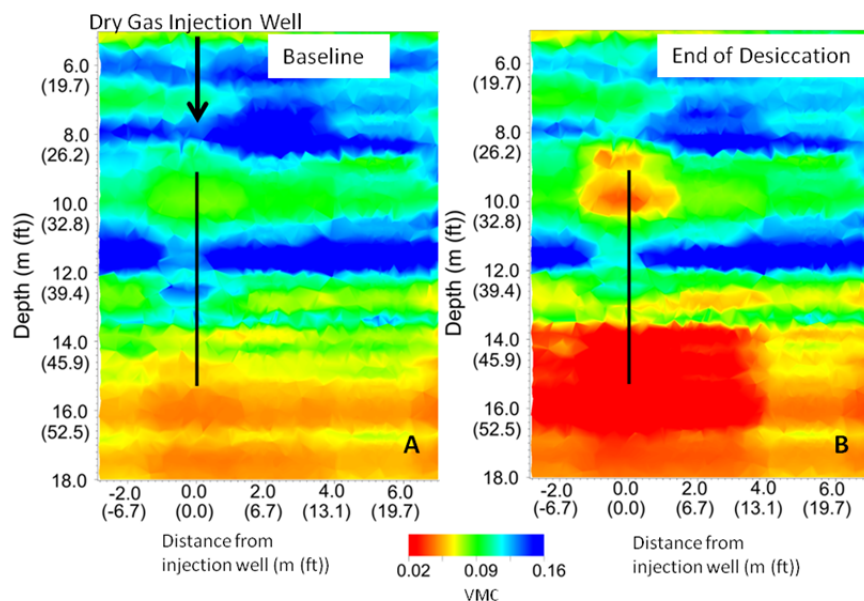 Dry Gas Injection Well
Baseline
End of Desiccation
Depth (m (ft))
6.0
(19.7)
8.0
(26.2)
10.0
(32.8)
12.0
(39.4)
14.0
(45.9)
16.0
(52.5)
18.0
A
-2.0 0.0 2.0 4.0 6.0
(-6.7) (0.0) (6.7) (13.1) (19.7)
Distance from
injection well (m (ft))
Depth (m (ft))
6.0
(19.7)
8.0
(26.2)
10.0
(32.8)
12.0
(39.4)
14.0
(45.9)
16.0
(52.5)
18.0
B
-2.0 0.0 2.0 4.0 6.0
(-6.7) (0.0) (6.7) (13.1) (19.7)
Distance from
injection well (m (ft))
0.02 0.09 0.16
VMC